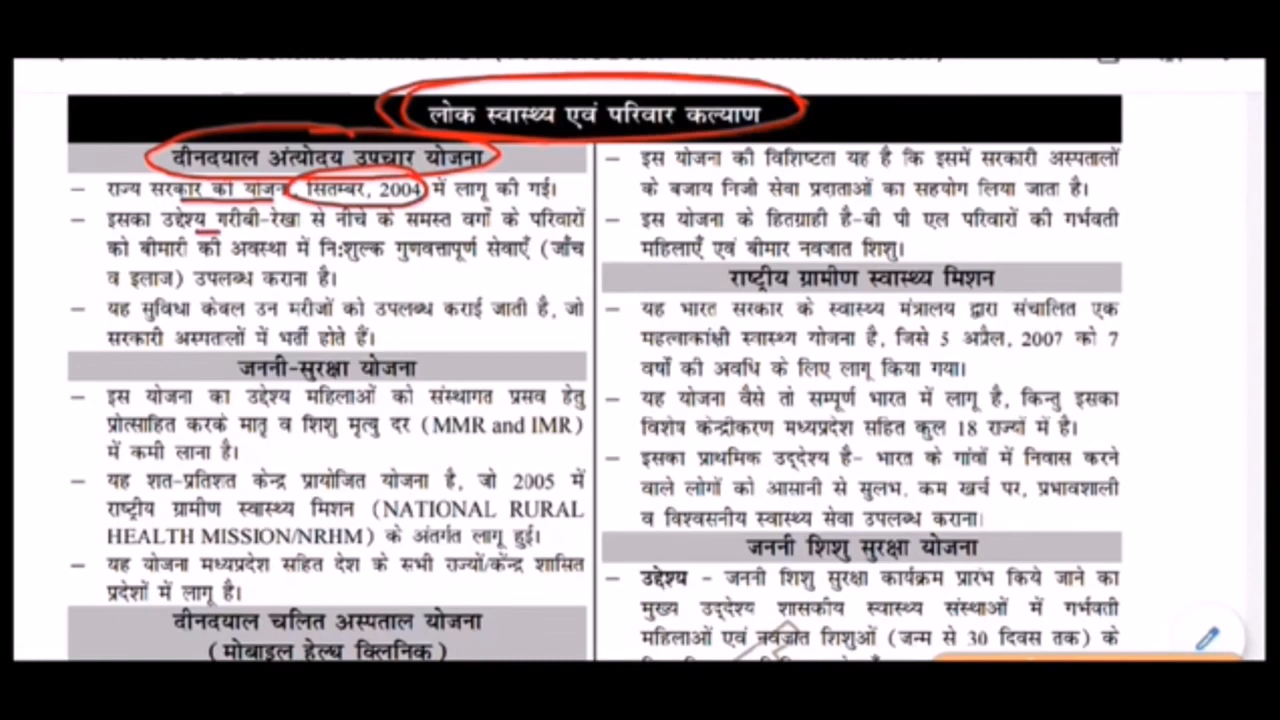 लोक स्वास्थ्य एवं परिवार कल्याण
दीनदयाल अंत्योदय उपचार योजना
– राज्य सरकार की योजना, सितम्बर, 2004 में लागू की गई।
– इसका उद्देश्य गरीबी-रेखा से नीचे के समस्त वर्गों के परिवारों
को बीमारी की अवस्था में नि:शुल्क गुणवत्तापूर्ण सेवाएँ (जाँच
व इलाज) उपलब्ध कराना है।
– यह सुविधा केवल उन मरीजों को उपलब्ध कराई जाती है, जो
सरकारी अस्पतालों में भर्ती होते हैं।
जननी-सुरक्षा योजना
– इस योजना का उद्देश्य महिलाओं को संस्थागत प्रसव हेतु
प्रोत्साहित करके मातृ व शिशु मृत्यु दर (MMR and IMR)
में कमी लाना है।
– यह शत-प्रतिशत केन्द्र प्रायोजित योजना है, जो 2005 में
राष्ट्रीय ग्रामीण स्वास्थ्य मिशन (NATIONAL RURAL
HEALTH MISSION/NRHM) के अंतर्गत लागू हुई।
– यह योजना मध्यप्रदेश सहित देश के सभी राज्यों/केंन्द्र शासित
प्रदेशों में लागू है।
दीनदयाल चलित अस्पताल योजना
(मोबाइल हेल्थ क्लिनिक)
– इस योजना की विशिष्टता यह है कि इसमें सरकारी अस्पतालों
के बजाय निजी सेवा प्रदाताओं का सहयोग लिया जाता है।
– इस योजना के हितग्राही है-बी पी एल परिवारों की गर्भवती
महिलाएँ एवं बीमार नवजात शिशु।
राष्ट्रीय ग्रामीण स्वास्थ्य मिशन
– यह भारत सरकार के स्वास्थ्य मंत्रालय द्वारा संचालित एक
महत्वाकांक्षी स्वास्थ्य योजना है, जिसे 5 अप्रैल, 2007 को 7
वर्षों की अवधि के लिए लागू किया गया।
– यह योजना वैसे तो सम्पूर्ण भारत में लागू है, किन्तु इसका
विशेष केन्द्रीकरण मध्यप्रदेश सहित कुल 18 राज्यों में है।
– इसका प्राथमिक उद्देश्य है- भारत के गांवों में निवास करने
वाले लोगों को आसानी से सुलभ, कम खर्च पर, प्रभावशाली
व विश्वसनीय स्वास्थ्य सेवा उपलब्ध कराना।
जननी शिशु सुरक्षा योजना
– उद्देश्य - जननी शिशु सुरक्षा कार्यक्रम प्रारंभ किये जाने का
मुख्य उद्देश्य शासकीय स्वास्थ्य संस्थाओं में गर्भवती
महिलाओं एवं नवजात शिशुओं (जन्म से 30 दिवस तक) के